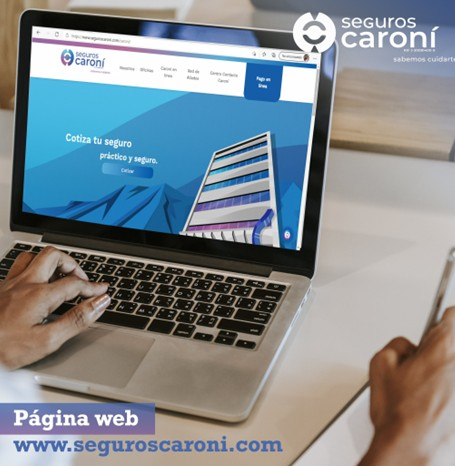 seguros
caroní
sabemos cuidarte
seguros
caroní
Nosotros
Oficinas
Caroní en
línea
Red de
Aliados
Centro Contacto
Caroní
Pago en
línea
Cotiza tu seguro
práctico y seguro.
Cotizar
Página web
www.seguroscaroni.com